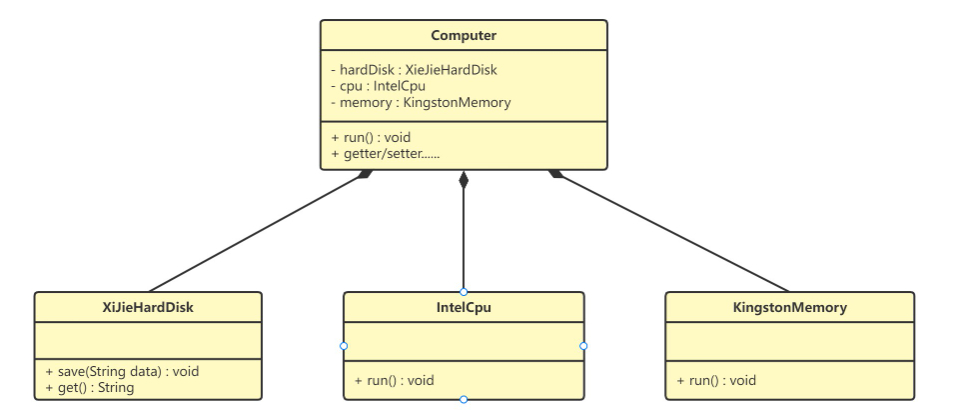 Computer
- hardDisk : XieJieHardDisk
- cpu : IntelCpu
- memory : KingstonMemory
+ run() : void
+ getter/setter......
XiJieHardDisk
+ save(String data) : void
+ get() : String
IntelCpu
+ run() : void
KingstonMemory
+ run() : void